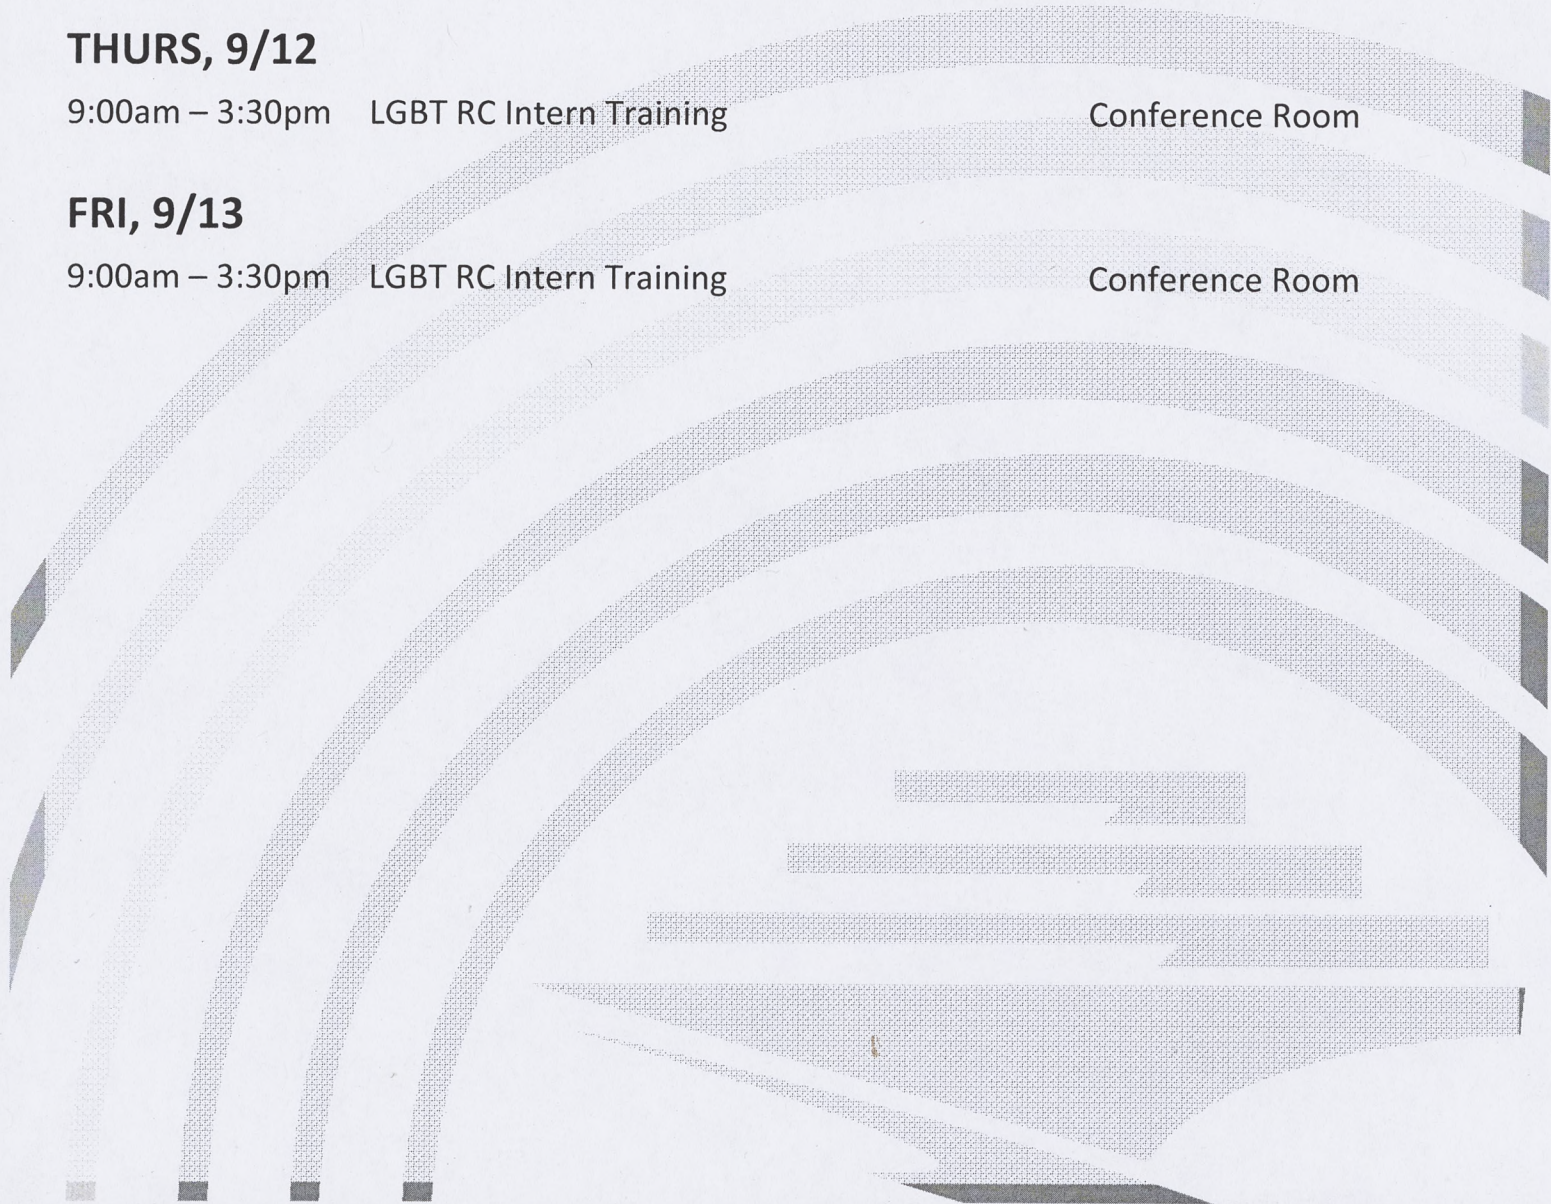 THURS, 9/12
9:00am – 3:30pm LGBT RC Intern Training Conference Room
FRI, 9/13
9:00am – 3:30pm LGBT RC Intern Training Conference Room